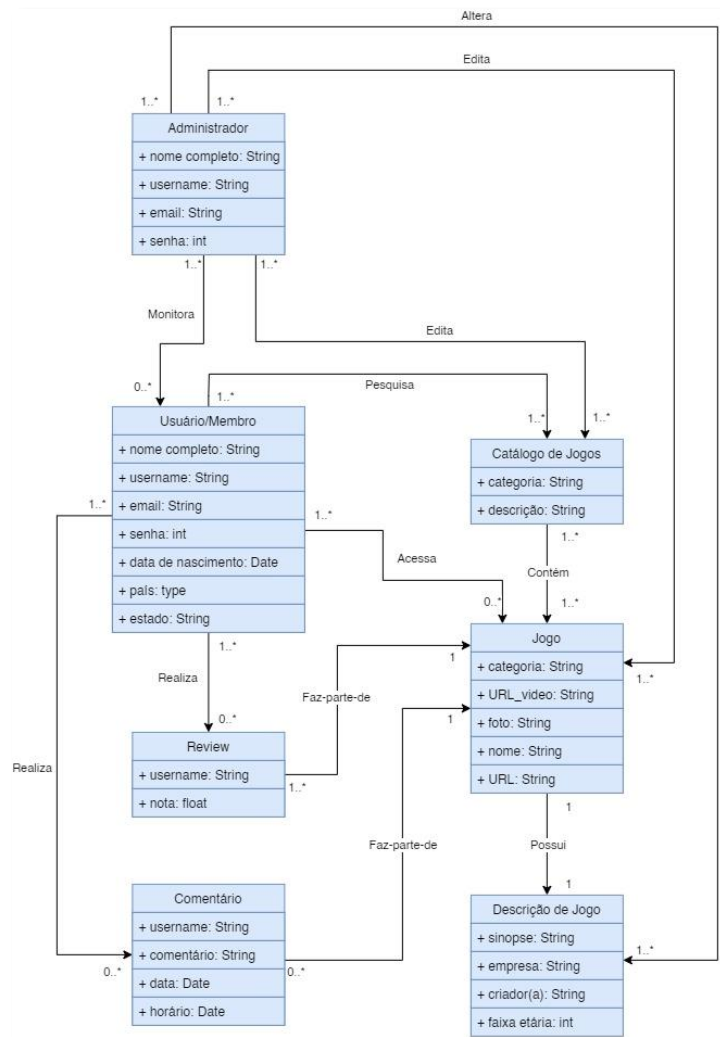 Altera
Edita
1..*
1..*
Administrador
+ nome completo: String
+ username: String
+ email: String
+ senha: int
1..*
1..*
Monitora
Edita
0..*
1..*
Pesquisa
1..*
1..*
Usuário/Membro
+ nome completo: String
+ username: String
+ email: String
+ senha: int
+ data de nascimento: Date
+ país: type
+ estado: String
Catálogo de Jogos
+ categoria: String
+ descrição: String
1..*
1..*
1..*
Acessa
Contém
0..*
1..*
Jogo
+ categoria: String
+ URL_video: String
+ foto: String
+ nome: String
+ URL: String
1..*
1..*
Realiza
1
Faz-parte-de
1
0..*
Review
+ username: String
+ nota: float
1..*
Realiza
1
Possui
Faz-parte-de
1
Comentário
+ username: String
+ comentário: String
+ data: Date
+ horário: Date
0..*
0..*
Descrição de Jogo
+ sinopse: String
+ empresa: String
+ criador(a): String
+ faixa etária: int
1..*